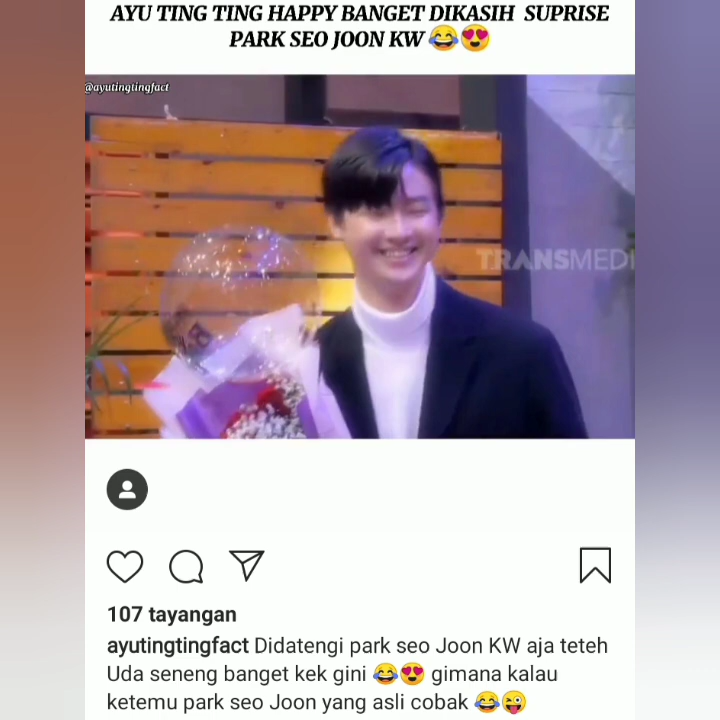 AYU TING TING HAPPY BANGET DIKASIH SUPRISE
PARK SEO JOON KW 😂😍
@ayutingtingfact
TRANSMEDI
107 tayangan
ayutingtingfact Didatengi park seo Joon KW aja teteh
Uda seneng banget kek gini 😂😍 gimana kalau
ketemu park seo Joon yang asli cobak 😂😜